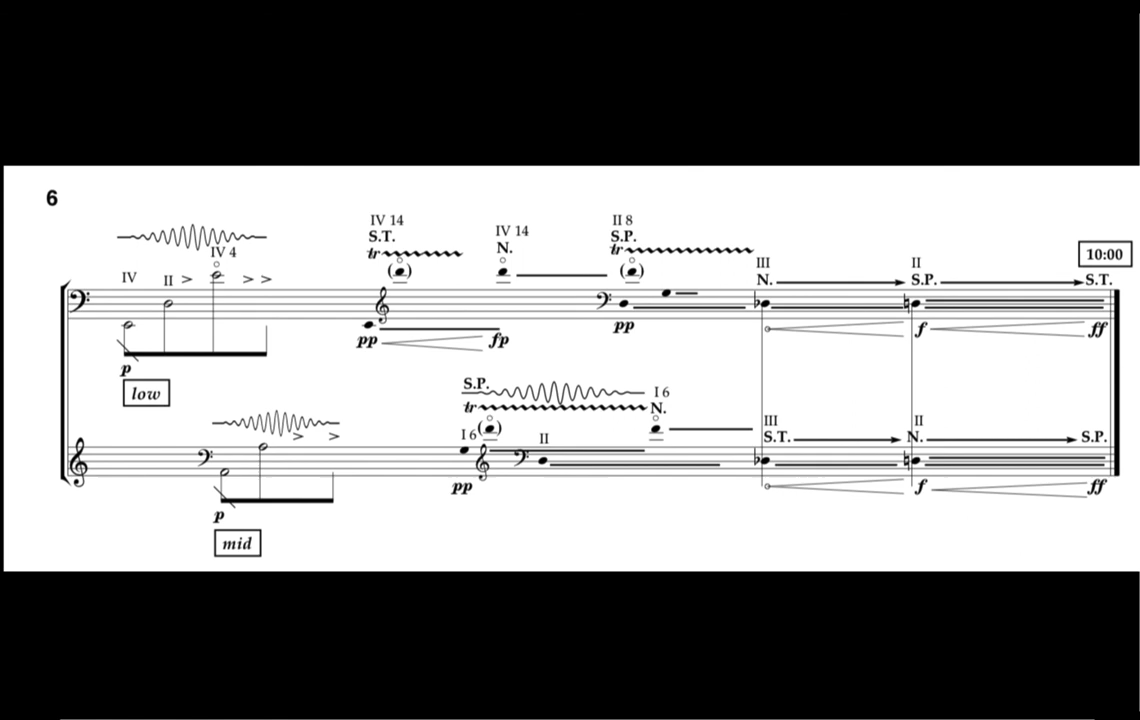 6
IV 14
II 8
S.T.
IV 14
S.P.
tr
N.
tr
10:00
IV 4
III
II
IV
II
N.
S.P.
S.T.
pp
fp
pp
f
ff
p
low
S.P.
I 6
tr
N.
III
II
I 6
II
S.T.
N.
S.P.
pp
f
ff
p
mid